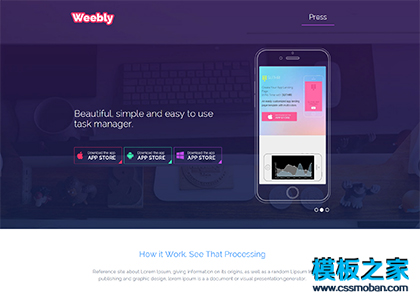 Weebly
Press
Beautiful, simple and easy to use
task manager.
Download the app
APP STORE
Download the app
APP STORE
Download the app
APP STORE
How it Work. See That Processing
Reference site about Lorem Ipsum, giving information on its origins, as well as a random Lipsum
publishing and graphic design, lorem ipsum is a document or visual presentation generator.
模板之家
www.cssmoban.com